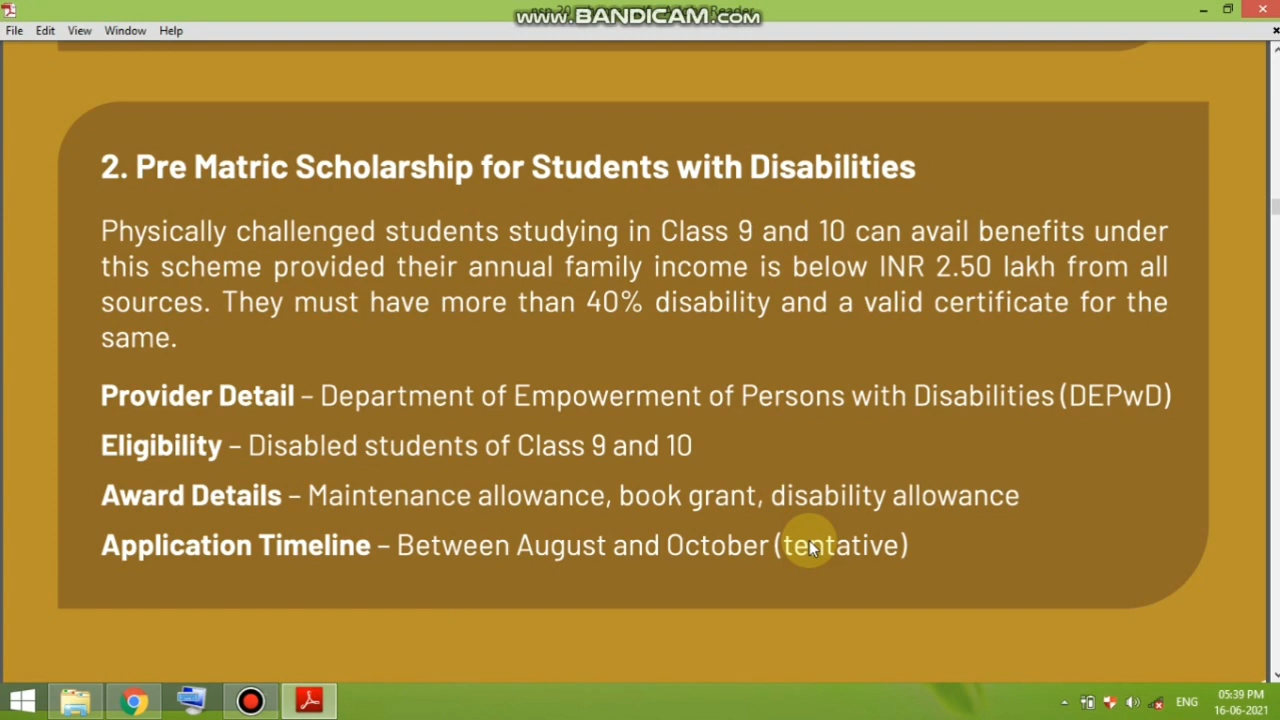 www.BANDICAM.com
File Edit View Window Help
2. Pre Matric Scholarship for Students with Disabilities
Physically challenged students studying in Class 9 and 10 can avail benefits under
this scheme provided their annual family income is below INR 2.50 lakh from all
sources. They must have more than 40% disability and a valid certificate for the
same.
Provider Detail – Department of Empowerment of Persons with Disabilities (DEPwD)
Eligibility – Disabled students of Class 9 and 10
Award Details – Maintenance allowance, book grant, disability allowance
Application Timeline – Between August and October (tentative)
ENG
05:39 PM
16-06-2021